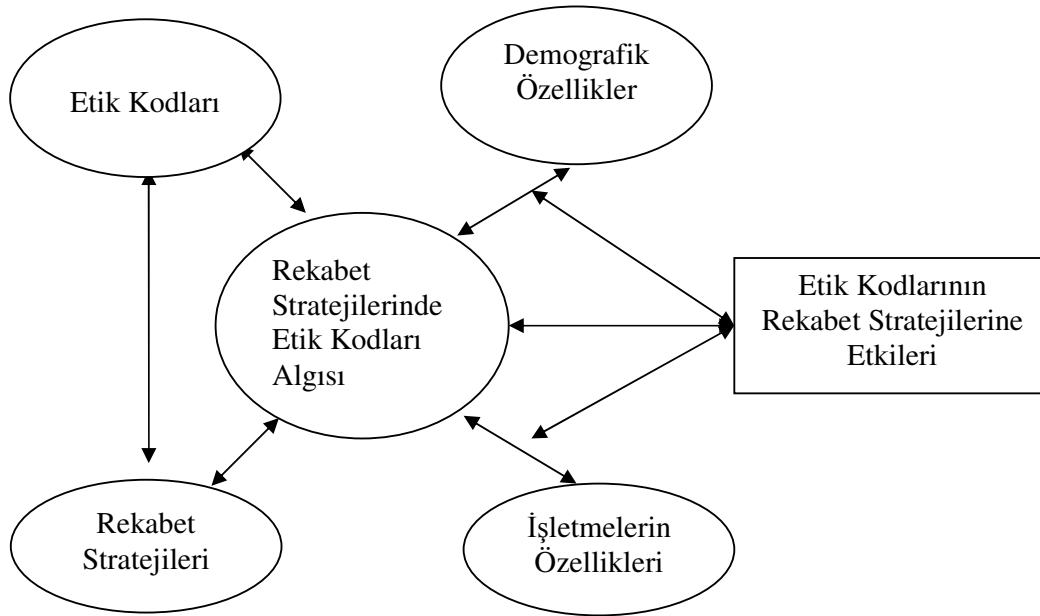 Etik Kodları
Demografik
Özellikler
Rekabet
Stratejilerinde
Etik Kodları
Algısı
Etik Kodlarının
Rekabet Stratejilerine
Etkileri
Rekabet
Stratejileri
İşletmelerin
Özellikleri